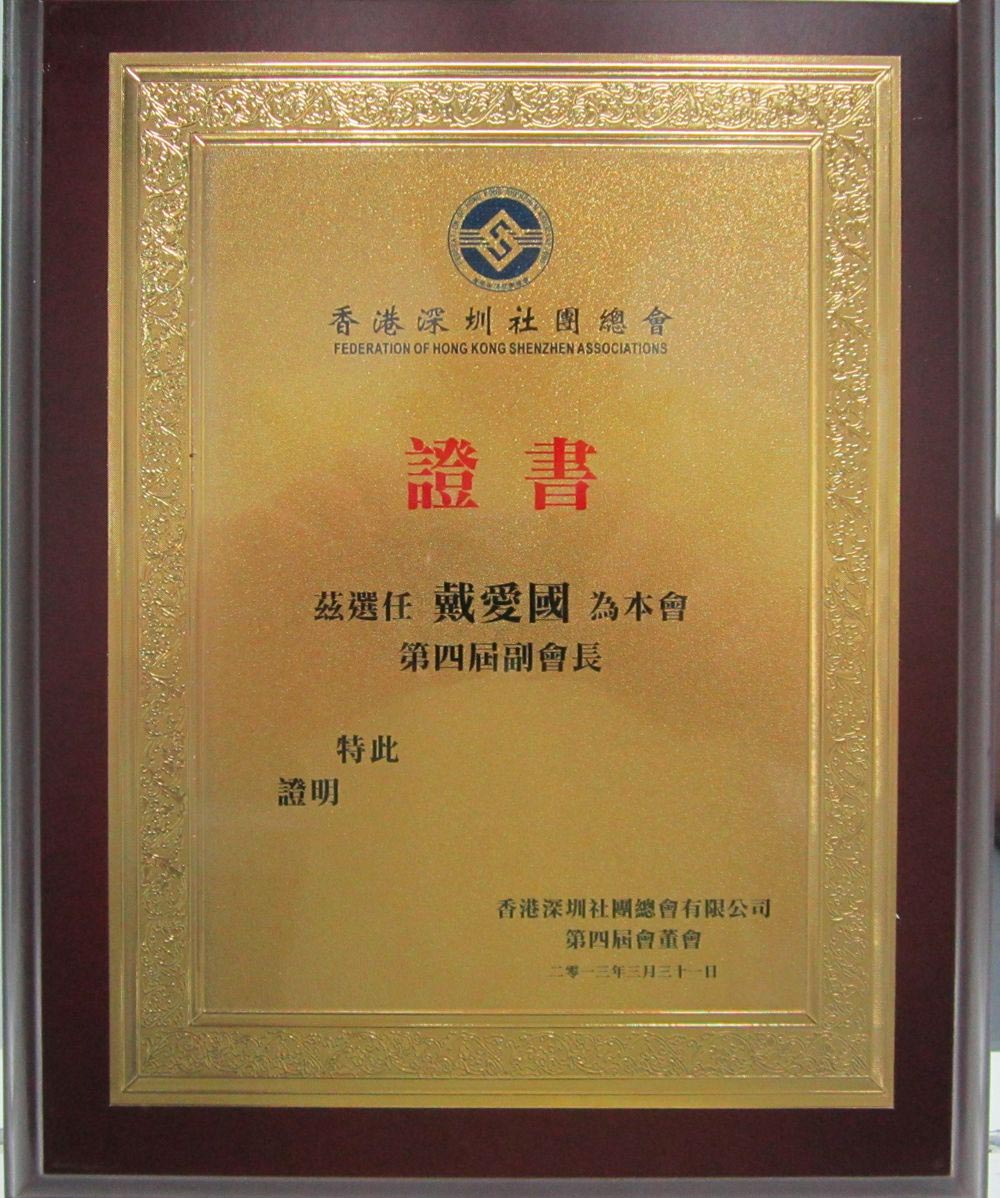 香港深圳社團總會
FEDERATION OF HONG KONG SHENZHEN ASSOCIATIONS
證書
茲選任 戴愛國 為本會
第四屆副會長
特此
證明
香港深圳社團總會有限公司
第四屆會董會
二零一三年三月三十一日